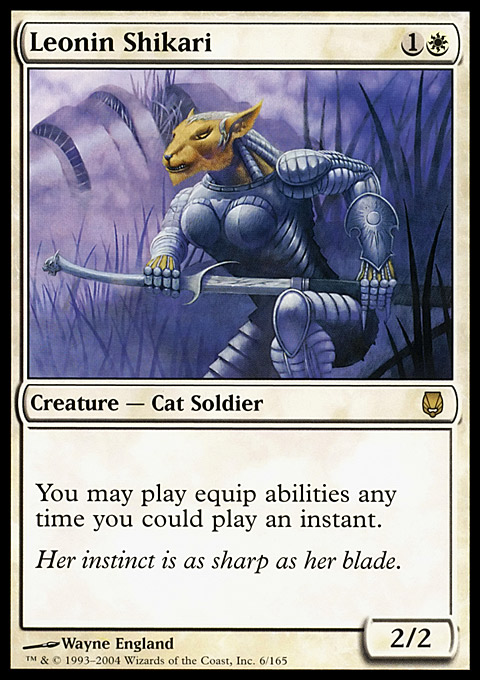 Leonin Shikari 1
Creature — Cat Soldier
You may play equip abilities any
time you could play an instant.
Her instinct is as sharp as her blade.
Wayne England
2/2
™ & © 1993–2004 Wizards of the Coast, Inc. 6/165